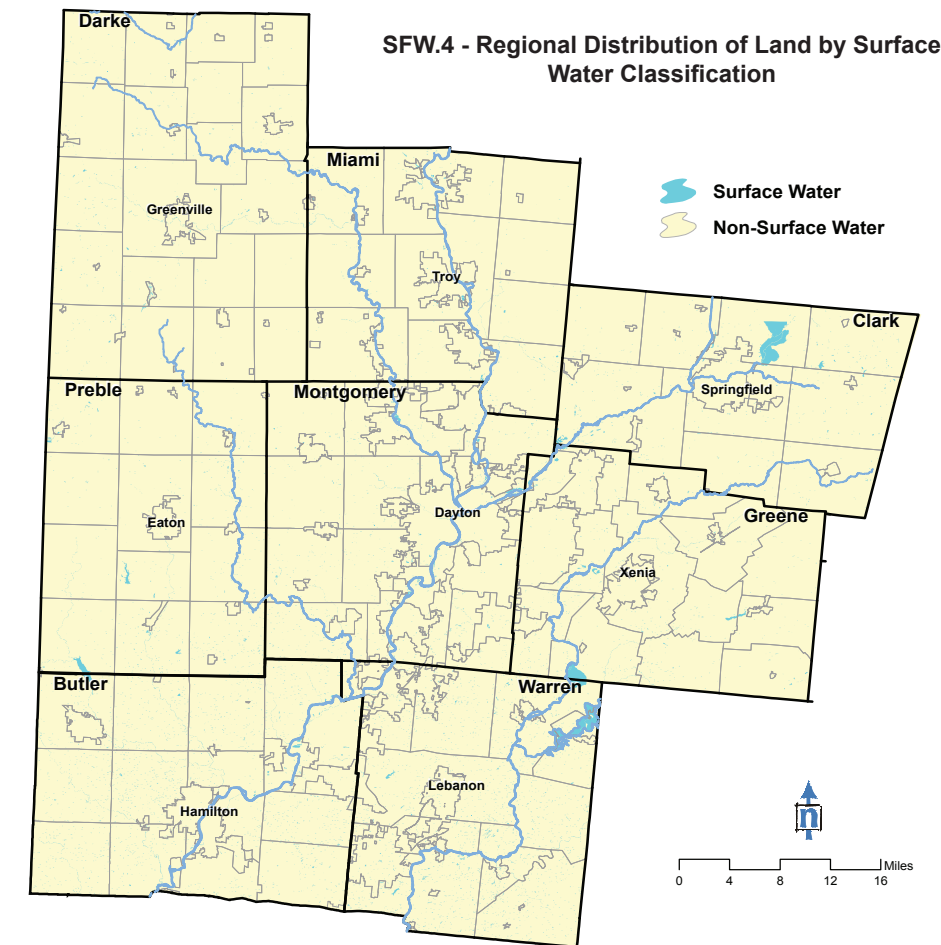 Darke
SFW.4 - Regional Distribution of Land by Surface
Water Classification
Miami
Surface Water
Greenville
Non-Surface Water
Troy
Clark
Preble
Montgomery
Springfield
Eaton
Dayton
Greene
Xenia
Butler
Warren
Lebanon
Hamilton
n
Miles
0 4 8 12 16